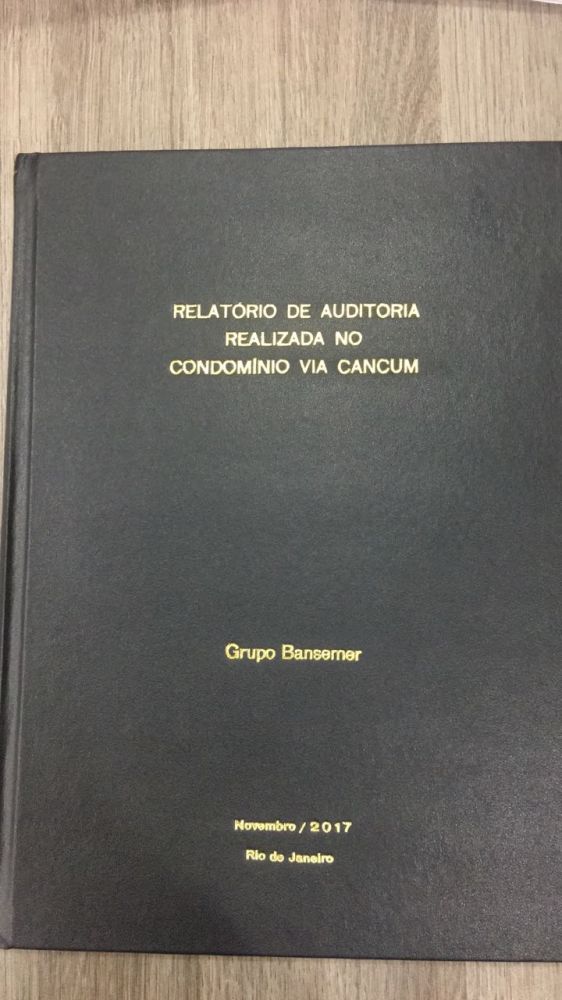 RELATÓRIO DE AUDITORIA
REALIZADA NO
CONDOMÍNIO VIA CANCUM
Grupo Bansemer
Novembro / 2017
Rio de Janeiro